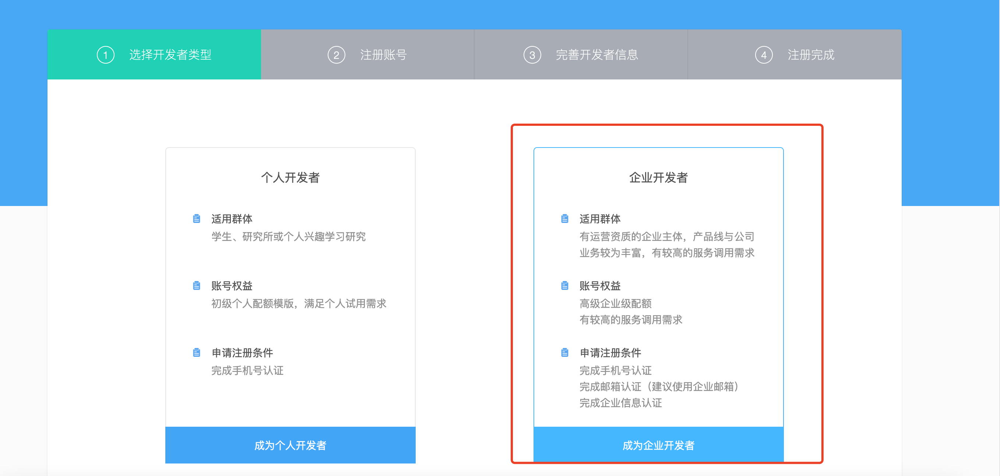 1 选择开发者类型
2 注册账号
3 完善开发者信息
4 注册完成
个人开发者
适用群体
学生、研究所或个人兴趣学习研究
账号权益
初级个人配额模版，满足个人试用需求
申请注册条件
完成手机号认证
成为个人开发者
企业开发者
适用群体
有运营资质的企业主体，产品线与公司
业务较为丰富，有较高的服务调用需求
账号权益
高级企业级配额
有较高的服务调用需求
申请注册条件
完成手机号认证
完成邮箱认证（建议使用企业邮箱）
完成企业信息认证
成为企业开发者